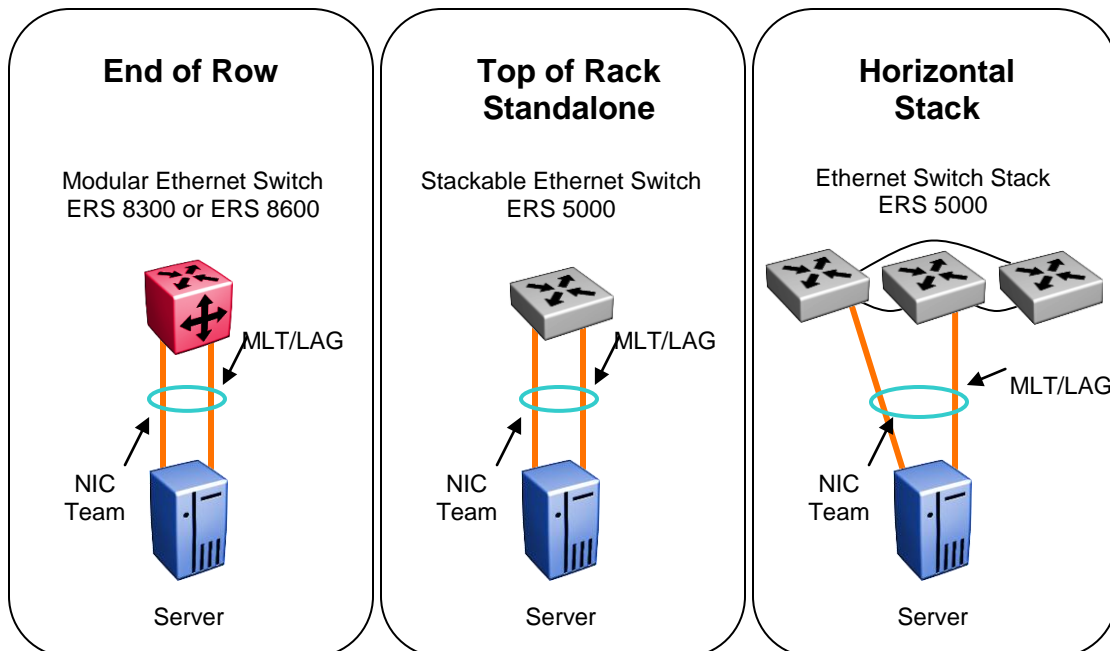 End of Row
Modular Ethernet Switch
ERS 8300 or ERS 8600
MLT/LAG
NIC
Team
Server
Top of Rack
Standalone
Stackable Ethernet Switch
ERS 5000
MLT/LAG
NIC
Team
Server
Horizontal
Stack
Ethernet Switch Stack
ERS 5000
MLT/LAG
NIC
Team
Server